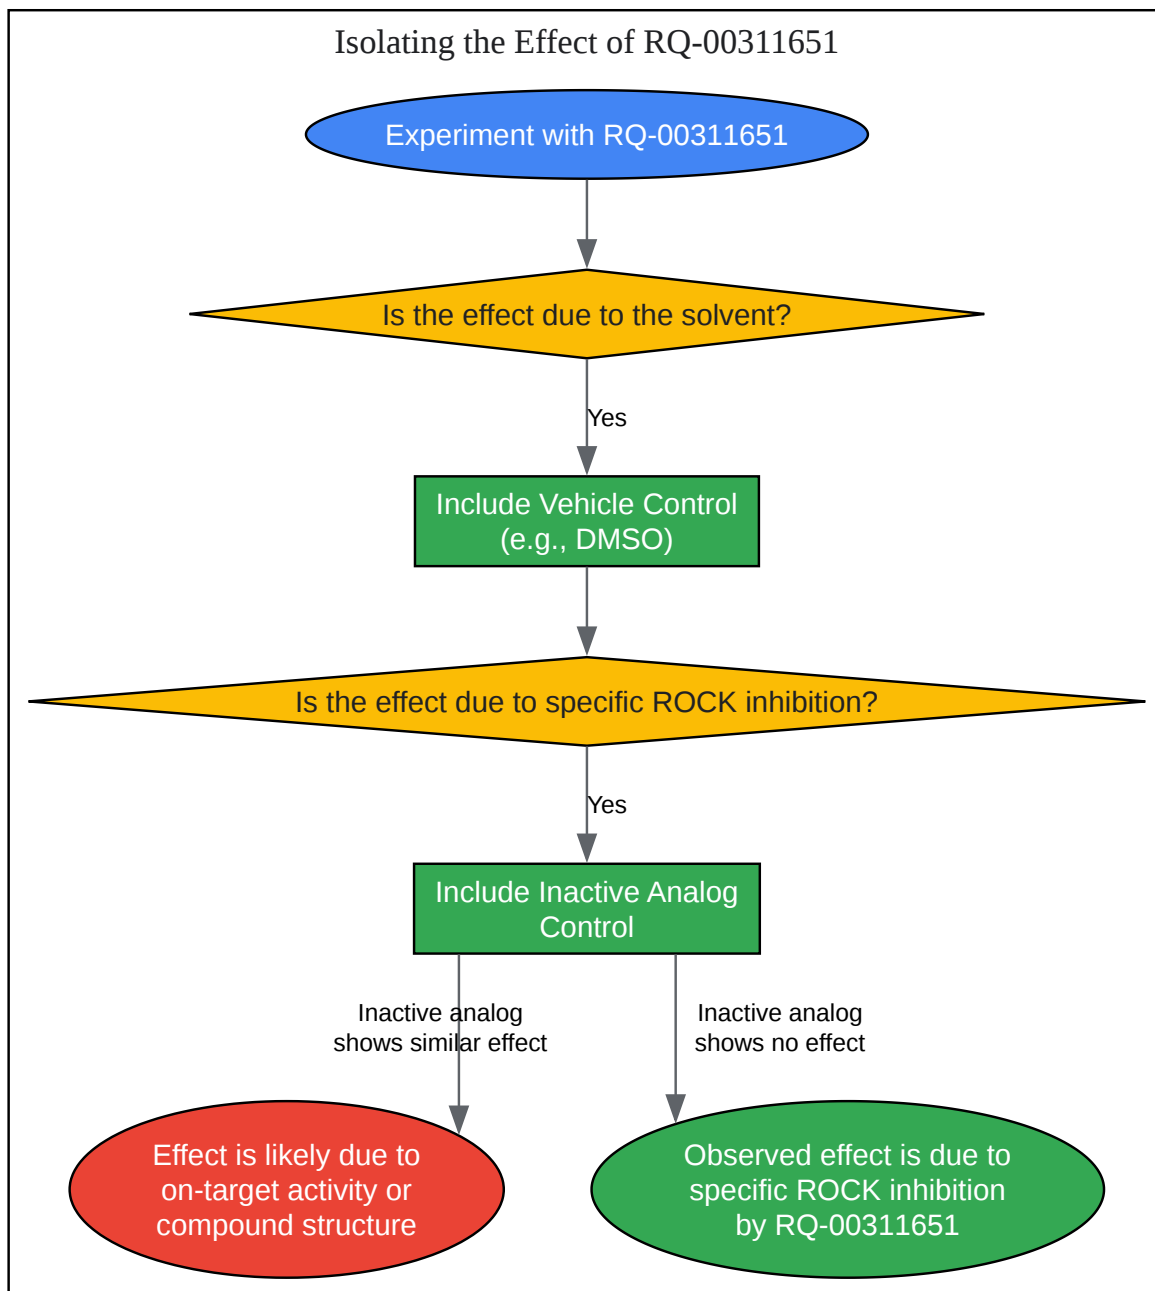 Isolating the Effect of RQ-00311651
Experiment with RQ-00311651
Is the effect due to the solvent?
Yes
Include Vehicle Control
(e.g., DMSO)
Is the effect due to specific ROCK inhibition?
Yes
Include Inactive Analog
Control
Inactive analog
shows similar effect
Inactive analog
shows no effect
Effect is likely due to
on-target activity or
compound structure
Observed effect is due to
specific ROCK inhibition
by RQ-00311651